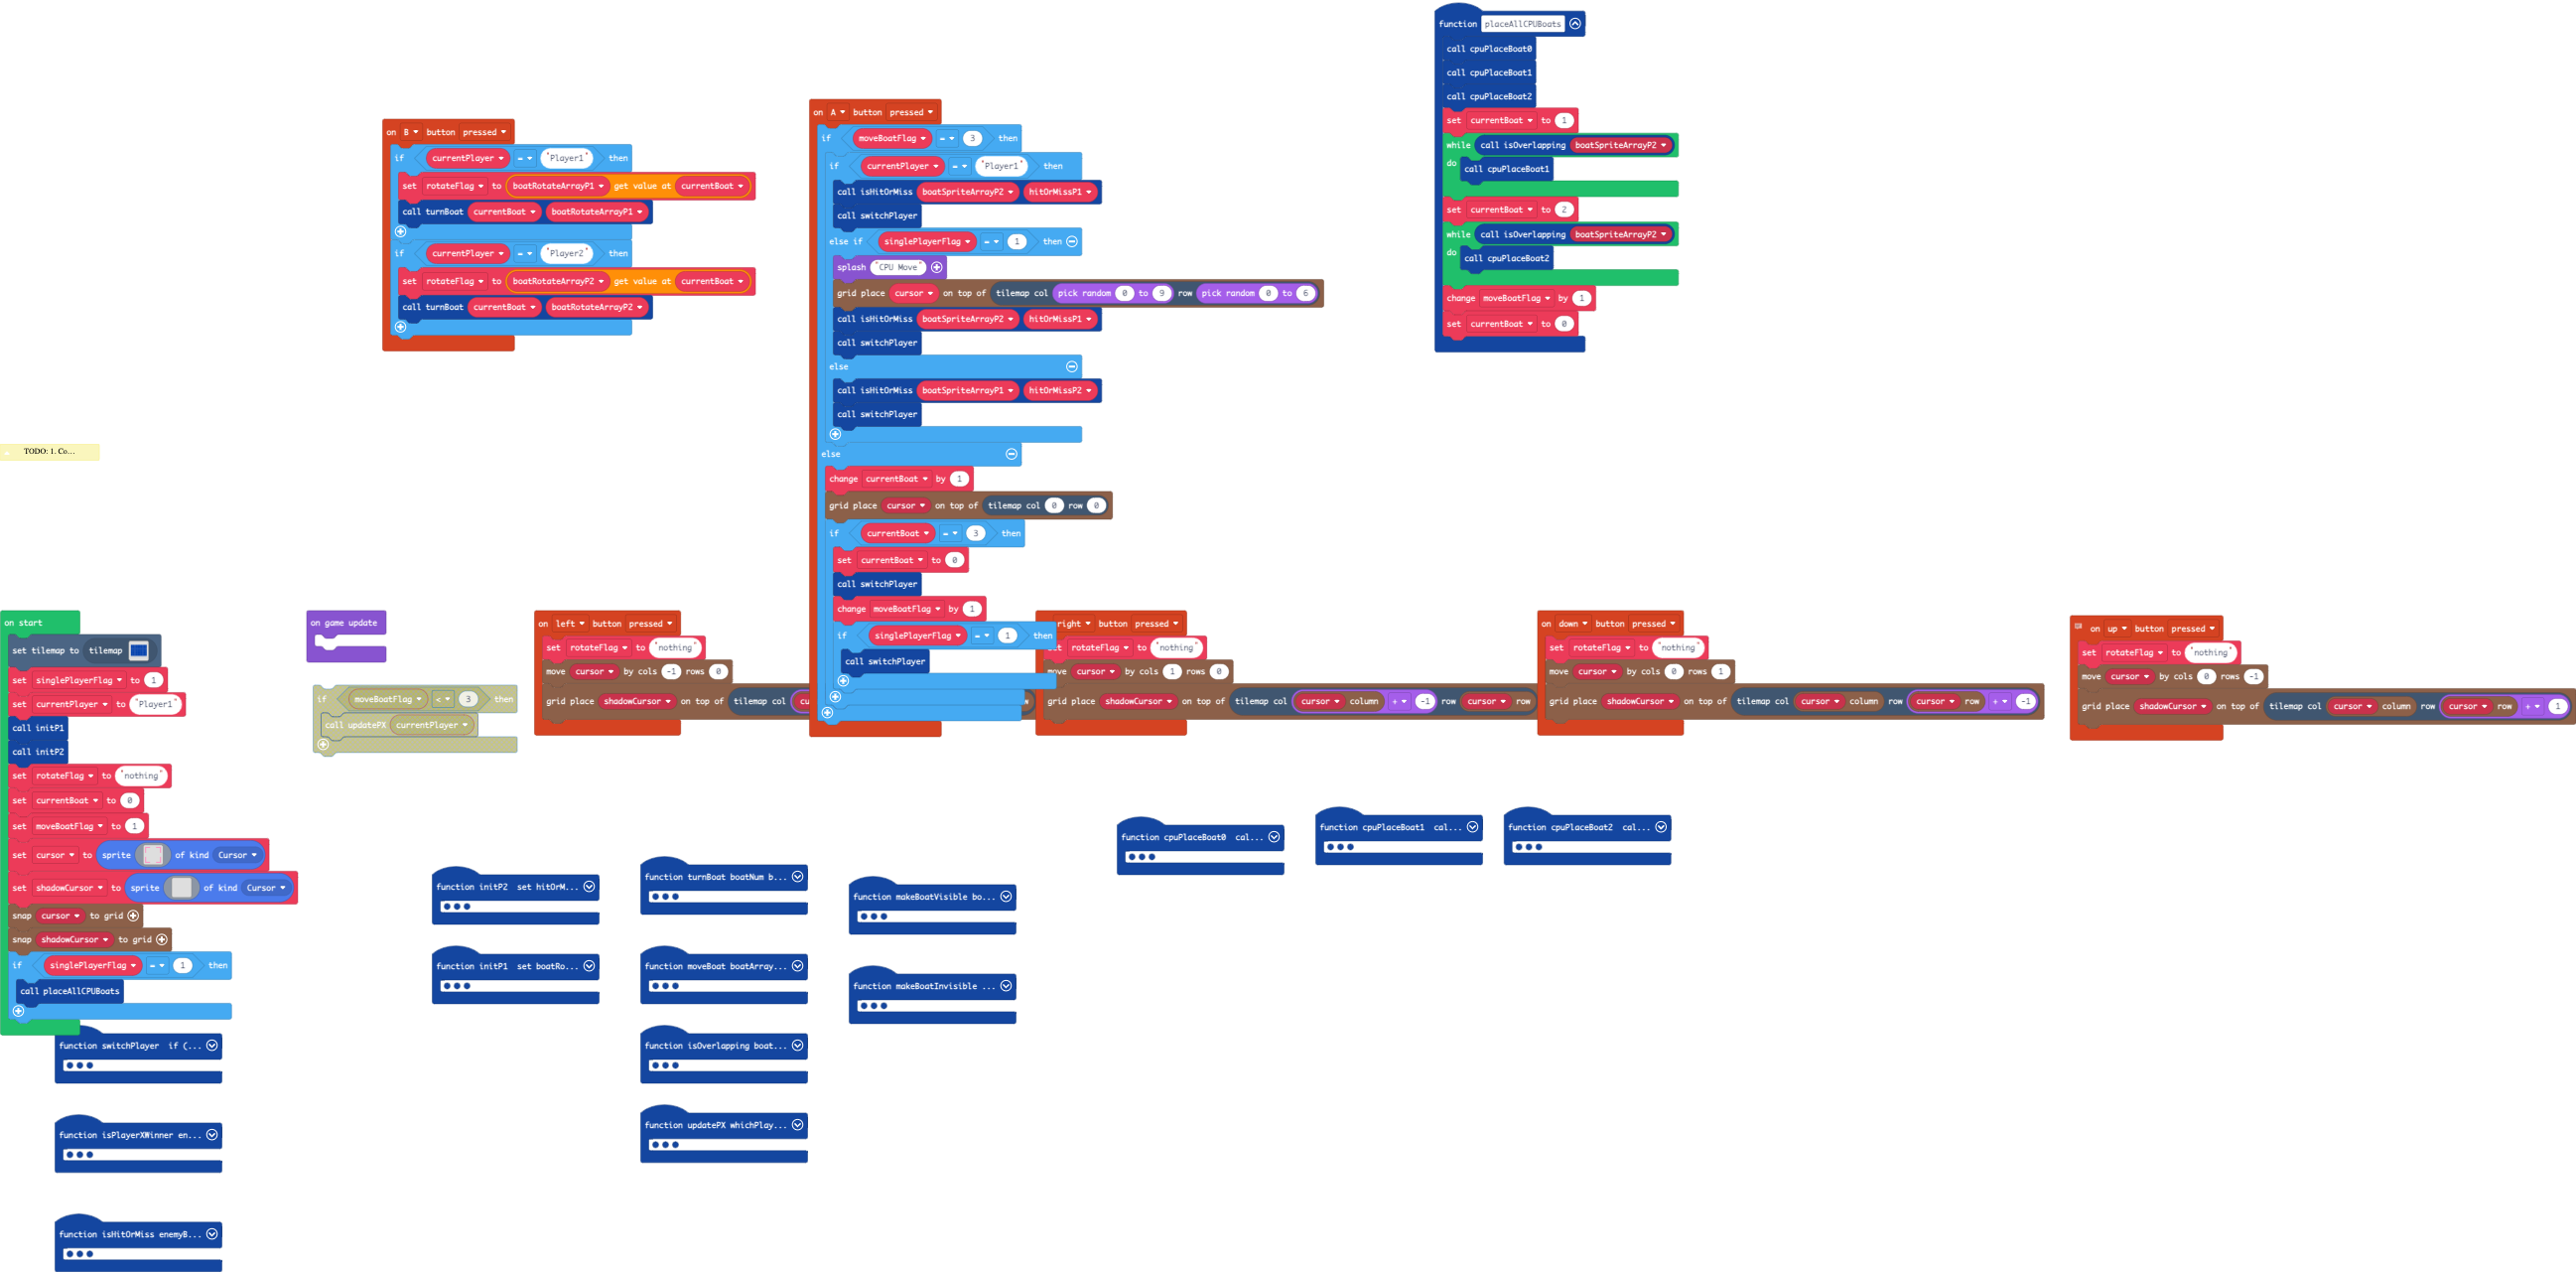 function placeAllCPUBoats
call cpuPlaceBoat0
call cpuPlaceBoat1
call cpuPlaceBoat2
set currentBoat to 1
while call isOverlapping boatSpriteArrayP2
do
call cpuPlaceBoat1
set currentBoat to 2
while call isOverlapping boatSpriteArrayP2
do
call cpuPlaceBoat2
change moveBoatFlag by 1
set currentBoat to 0
on B button pressed
if currentPlayer = "Player1" then
set rotateFlag to boatRotateArrayP1 get value at currentBoat
call turnBoat currentBoat boatRotateArrayP1
if currentPlayer = "Player2" then
set rotateFlag to boatRotateArrayP2 get value at currentBoat
call turnBoat currentBoat boatRotateArrayP2
on A button pressed
if moveBoatFlag = 3 then
if currentPlayer = "Player1" then
call isHitOrMiss boatSpriteArrayP2 hitOrMissP1
call switchPlayer
else if singlePlayerFlag = 1 then
splash "CPU Move"
grid place cursor on top of tilemap col pick random 0 to 9 row pick random 0 to 6
call isHitOrMiss boatSpriteArrayP2 hitOrMissP1
call switchPlayer
else
call isHitOrMiss boatSpriteArrayP1 hitOrMissP2
call switchPlayer
else
change currentBoat by 1
grid place cursor on top of tilemap col 0 row 0
if currentBoat = 3 then
set currentBoat to 0
call switchPlayer
change moveBoatFlag by 1
if singlePlayerFlag = 1 then
call switchPlayer
TODO: 1. Co...
on start
set tilemap to tilemap
set singlePlayerFlag to 1
set currentPlayer to "Player1"
call initP1
call initP2
set rotateFlag to "nothing"
set currentBoat to 0
set moveBoatFlag to 1
set cursor to sprite of kind Cursor
set shadowCursor to sprite of kind Cursor
snap cursor to grid
snap shadowCursor to grid
if singlePlayerFlag = 1 then
call placeAllCPUBoats
on game update
if moveBoatFlag < 3 then
call updatePX currentPlayer
on left button pressed
set rotateFlag to "nothing"
move cursor by cols -1 rows 0
grid place shadowCursor on top of tilemap col
right button pressed
rotateFlag to "nothing"
cursor by cols 1 rows 0
grid place shadowCursor on top of tilemap col cursor column + -1 row cursor row
on down button pressed
set rotateFlag to "nothing"
move cursor by cols 0 rows 1
grid place shadowCursor on top of tilemap col cursor column row cursor row + -1
on up button pressed
set rotateFlag to "nothing"
move cursor by cols 0 rows -1
grid place shadowCursor on top of tilemap col cursor column row cursor row + 1
function cpuPlaceBoat0 cal...
function cpuPlaceBoat1 cal...
function cpuPlaceBoat2 cal...
function initP2 set hitOrM...
function turnBoat boatNum b...
function makeBoatVisible bo...
function initP1 set boatRo...
function moveBoat boatArray...
function makeBoatInvisible ...
function switchPlayer if (...
function isOverlapping boat...
function isPlayerXWinner en...
function updatePX whichPlay...
function isHitOrMiss enemyB...